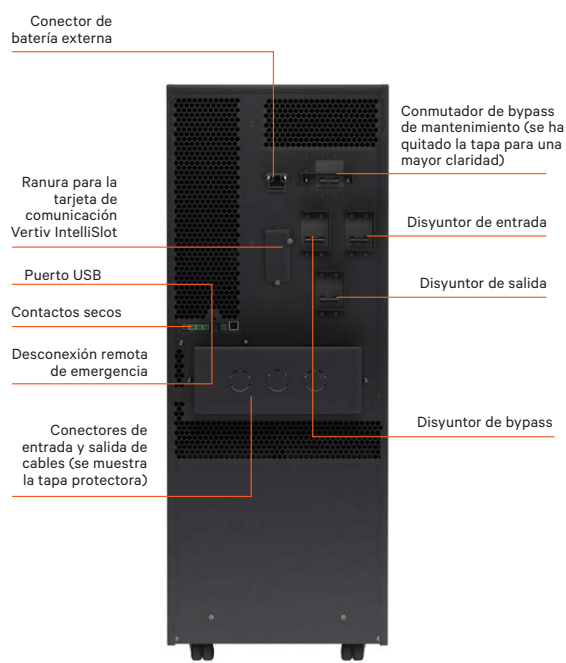 Conector de
batería externa
Conmutador de bypass
de mantenimiento (se ha
quitado la tapa para una
mayor claridad)
Ranura para la
tarjeta de
comunicación
Vertiv IntelliSlot
Disyuntor de entrada
Puerto USB
Disyuntor de salida
Contactos secos
Desconexión remota
de emergencia
Conectores de
entrada y salida de
cables (se muestra
la tapa protectora)
Disyuntor de bypass